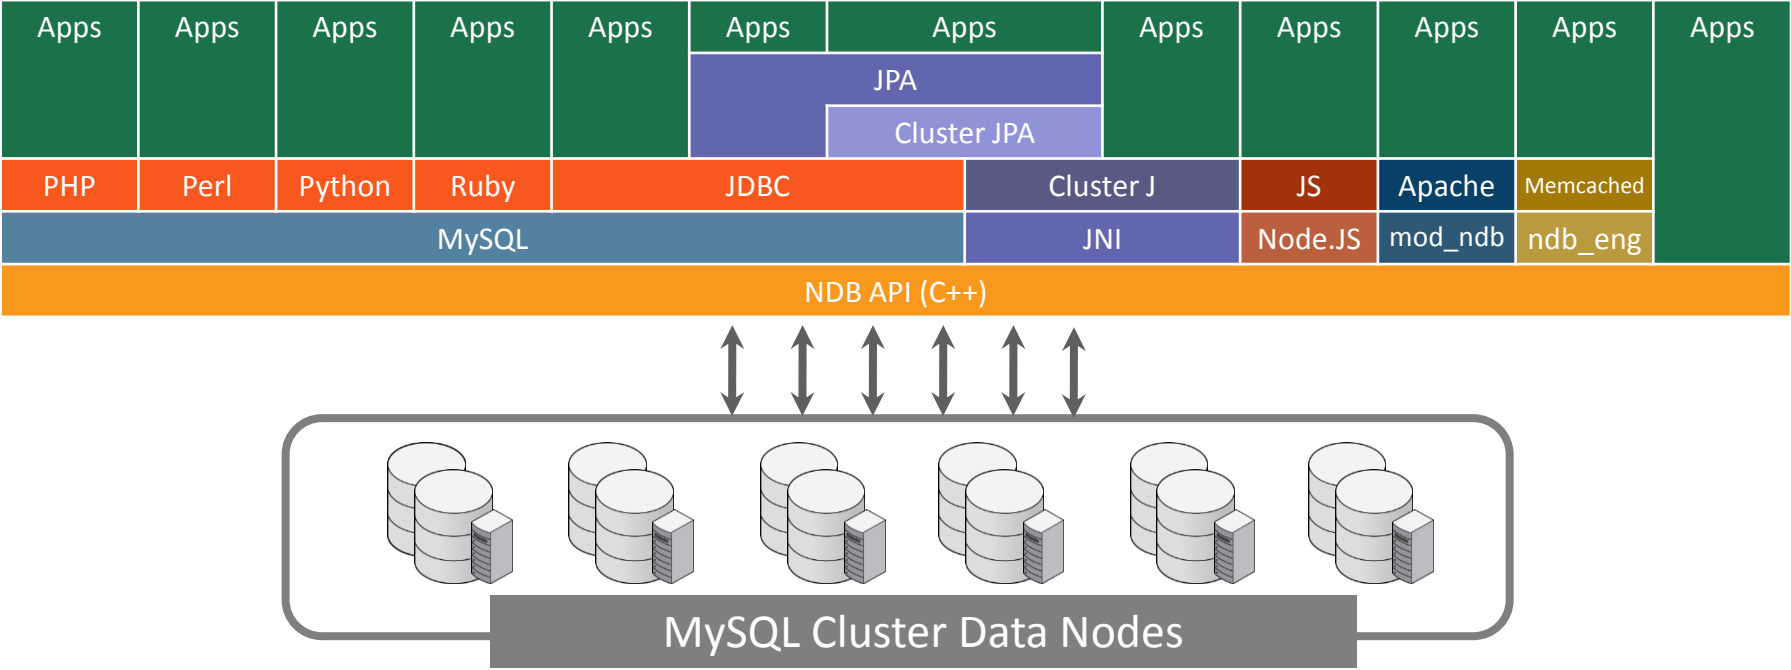 Apps Apps Apps Apps Apps Apps Apps Apps Apps Apps Apps Apps
JPA
Cluster JPA
PHP Perl Python Ruby JDBC Cluster J JS Apache Memcached
MySQL JNI Node.JS mod_ndb ndb_eng
NDB API (C++)
MySQL Cluster Data Nodes